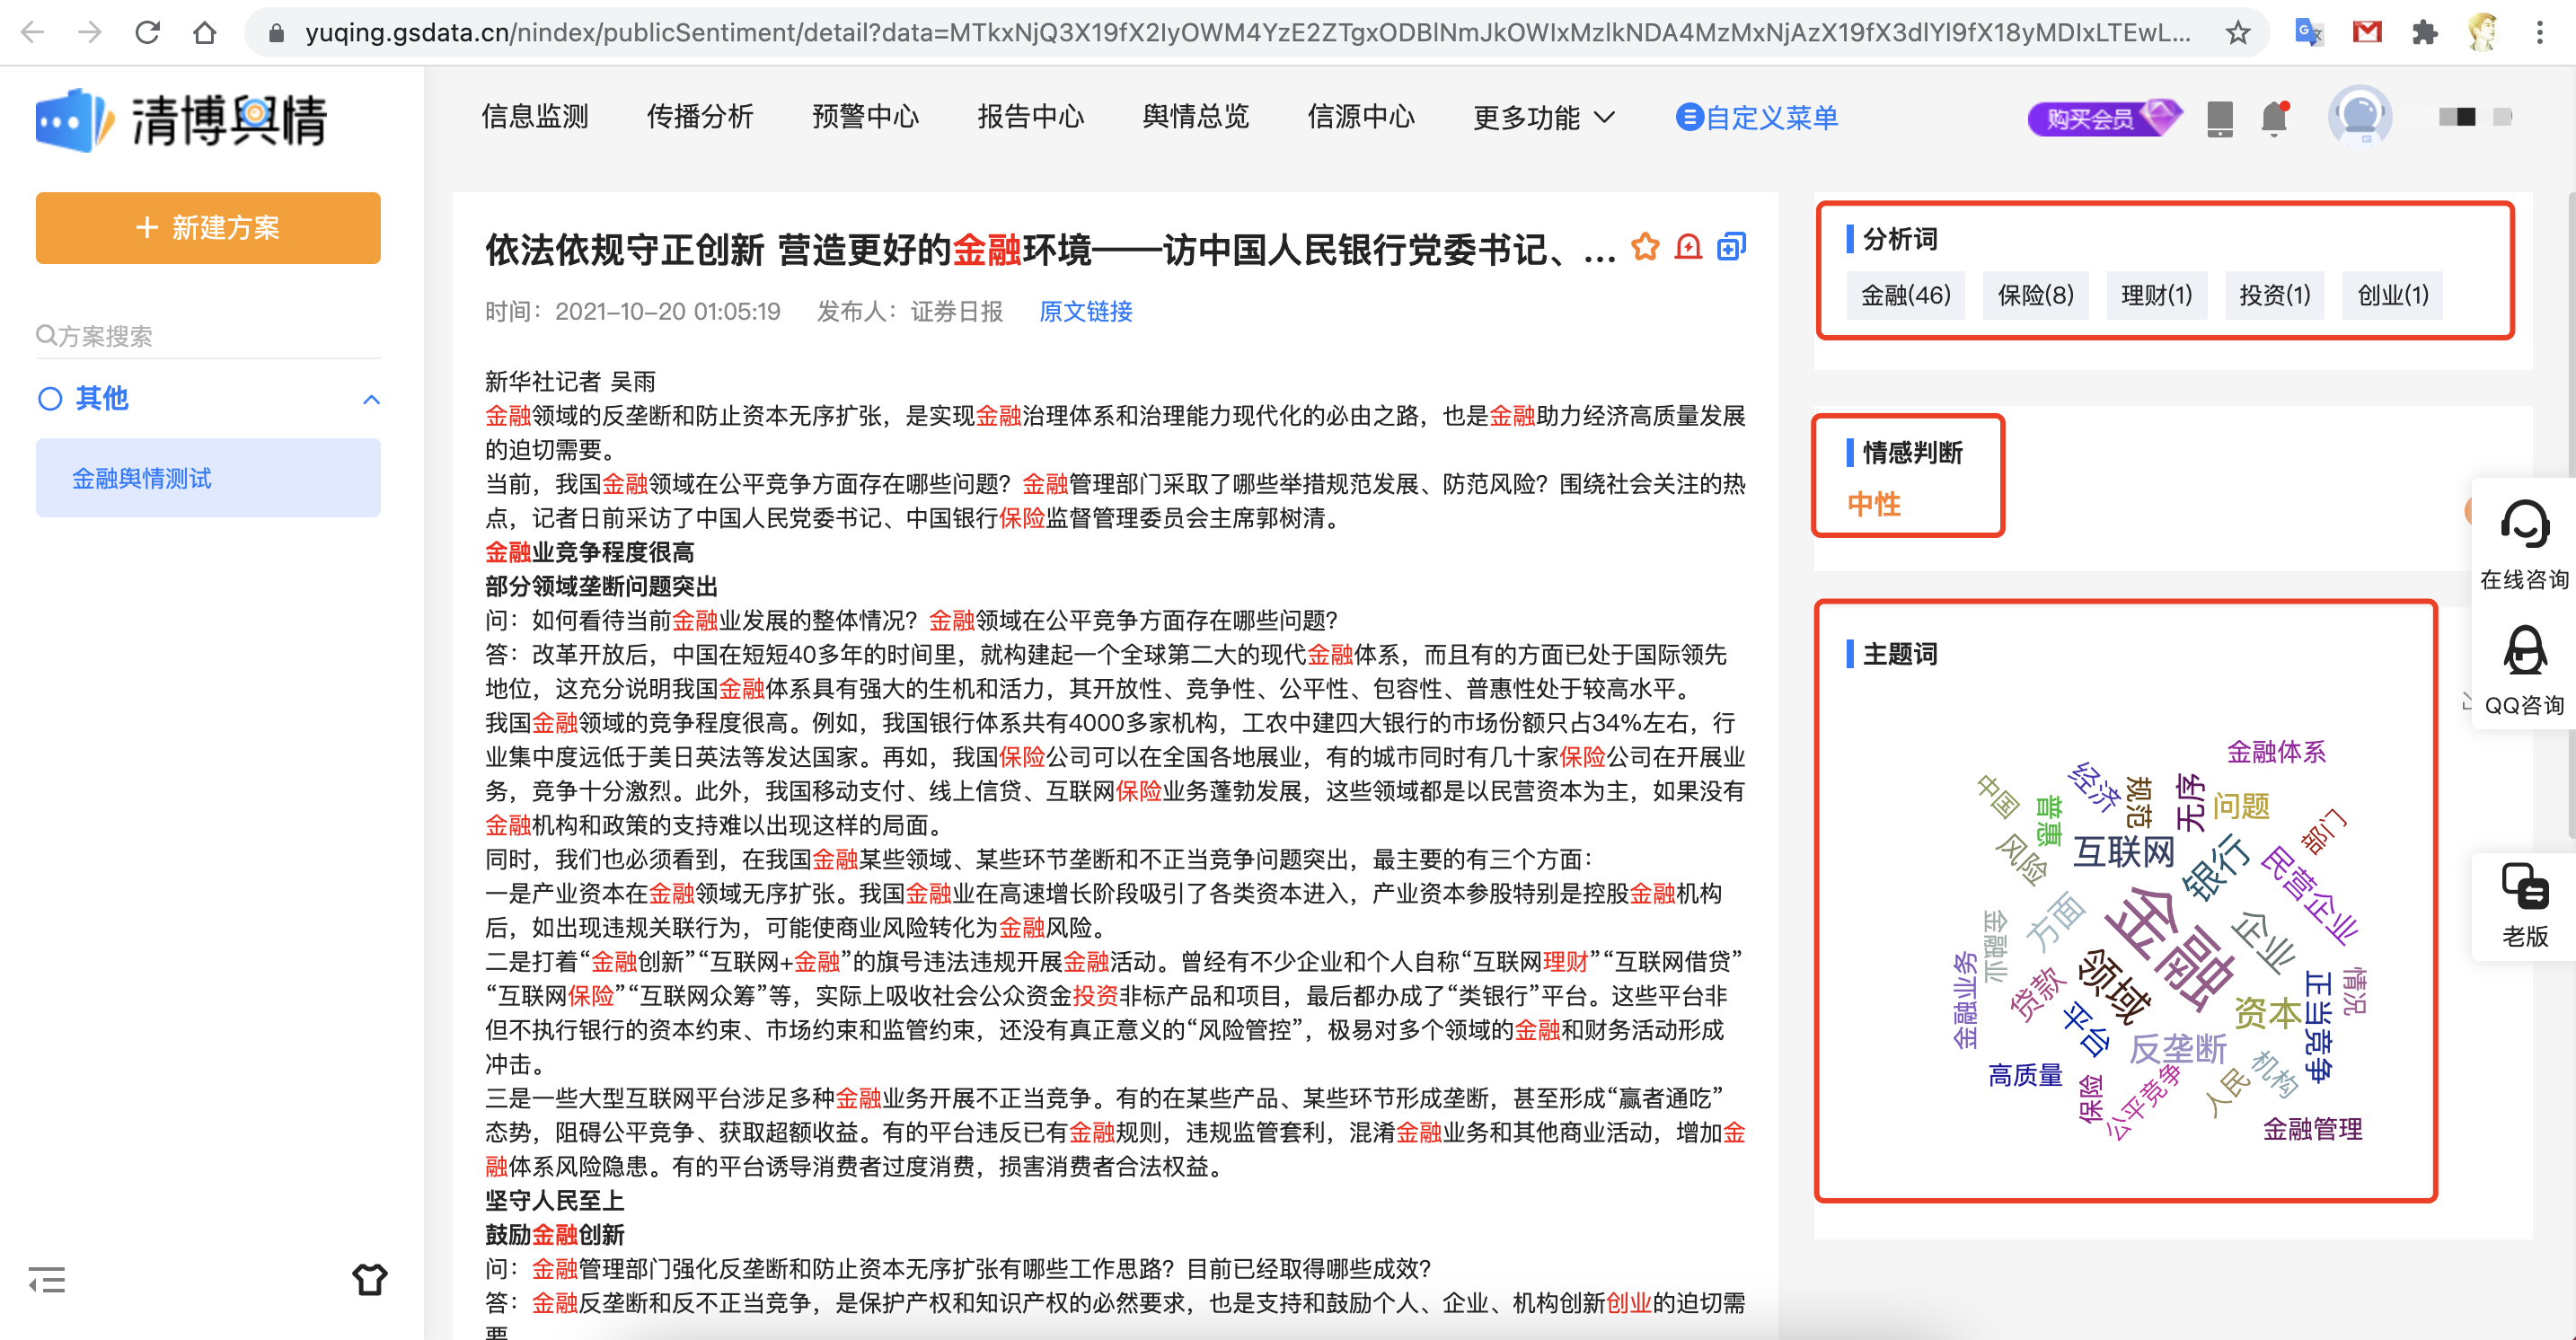 yuqing.gsdata.cn/nindex/publicSentiment/detail?data=MTkxNjQ3X19fX2IyOWM4YzE2ZTgxODBlNmJkOWIxMzlkNDA4MzMxNjAzX19fX3dlYl9fX18yMDIxLTEwL...
清博舆情
信息监测 传播分析 预警中心 报告中心 舆情总览 信源中心 更多功能 自定义菜单
购买会员
+ 新建方案
方案搜索
其他
金融舆情测试
依法依规守正创新 营造更好的金融环境——访中国人民银行党委书记、...
时间：2021-10-20 01:05:19 发布人：证券日报 原文链接
新华社记者 吴雨
金融领域的反垄断和防止资本无序扩张，是实现金融治理体系和治理能力现代化的必由之路，也是金融助力经济高质量发展
的迫切需要。
当前，我国金融领域在公平竞争方面存在哪些问题？金融管理部门采取了哪些举措规范发展、防范风险？围绕社会关注的热
点，记者日前采访了中国人民党委书记、中国银行保险监督管理委员会主席郭树清。
金融业竞争程度很高
部分领域垄断问题突出
问：如何看待当前金融业发展的整体情况？金融领域在公平竞争方面存在哪些问题？
答：改革开放后，中国在短短40多年的时间里，就构建起一个全球第二大的现代金融体系，而且有的方面已处于国际领先
地位，这充分说明我国金融体系具有强大的生机和活力，其开放性、竞争性、公平性、包容性、普惠性处于较高水平。
我国金融领域的竞争程度很高。例如，我国银行体系共有4000多家机构，工农中建四大银行的市场份额只占34%左右，行
业集中度远低于美日英法等发达国家。再如，我国保险公司可以在全国各地展业，有的城市同时有几十家保险公司在开展业
务，竞争十分激烈。此外，我国移动支付、线上信贷、互联网保险业务蓬勃发展，这些领域都是以民营资本为主，如果没有
金融机构和政策的支持难以出现这样的局面。
同时，我们也必须看到，在我国金融某些领域、某些环节垄断和不正当竞争问题突出，最主要的有三个方面：
一是产业资本在金融领域无序扩张。我国金融业在高速增长阶段吸引了各类资本进入，产业资本参股特别是控股金融机构
后，如出现违规关联行为，可能使商业风险转化为金融风险。
二是打着“金融创新”“互联网+金融”的旗号违法违规开展金融活动。曾经有不少企业和个人自称“互联网理财”“互联网借贷”
“互联网保险”“互联网众筹”等，实际上吸收社会公众资金投资非标产品和项目，最后都办成了“类银行”平台。这些平台非
但不执行银行的资本约束、市场约束和监管约束，还没有真正意义的“风险管控”，极易对多个领域的金融和财务活动形成
冲击。
三是一些大型互联网平台涉足多种金融业务开展不正当竞争。有的在某些产品、某些环节形成垄断，甚至形成“赢者通吃”
态势，阻碍公平竞争、获取超额收益。有的平台违反已有金融规则，违规监管套利，混淆金融业务和其他商业活动，增加金
融体系风险隐患。有的平台诱导消费者过度消费，损害消费者合法权益。
坚守人民至上
鼓励金融创新
问：金融管理部门强化反垄断和防止资本无序扩张有哪些工作思路？目前已经取得哪些成效？
答：金融反垄断和反不正当竞争，是保护产权和知识产权的必然要求，也是支持和鼓励个人、企业、机构创新创业的迫切需
要
分析词
金融(46) 保险(8) 理财(1) 投资(1) 创业(1)
情感判断
中性
主题词
金融体系
中国 经济 规范 无序 问题 部门
普惠 风险 互联网 银行 民营企业
金融业 方面 金融 企业
金融业务 贷款 领域 资本 正当竞争 情况
平台 反垄断 机构
高质量 保险 公平竞争 人民
金融管理
在线咨询
QQ咨询
老版